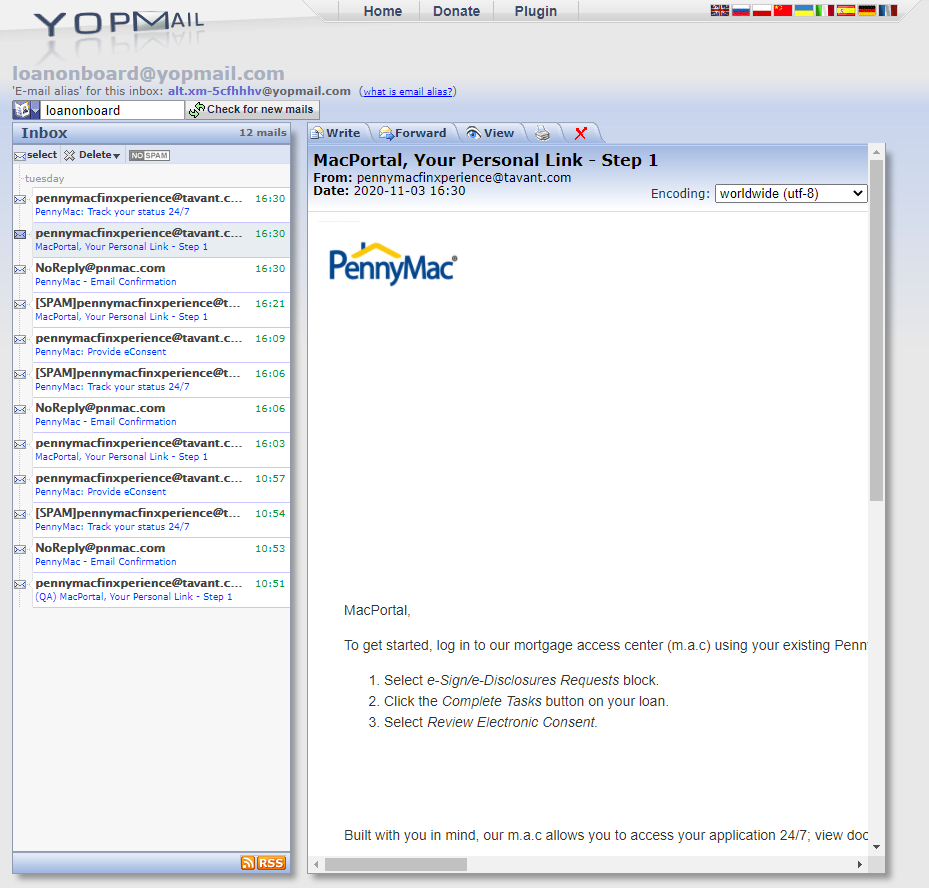 YOPMAIL
Home Donate Plugin
loanonboard@yopmail.com
'E-mail alias' for this inbox: alt.xm-5cfhhhv@yopmail.com (what is email alias?)
loanonboard Check for new mails
Inbox 12 mails
select Delete NO SPAM
tuesday
pennymacfinxperience@tavant.c... 16:30
PennyMac: Track your status 24/7
pennymacfinxperience@tavant.c... 16:30
MacPortal, Your Personal Link - Step 1
NoReply@pnmac.com 16:30
PennyMac - Email Confirmation
[SPAM]pennymacfinxperience@t... 16:21
MacPortal, Your Personal Link - Step 1
pennymacfinxperience@tavant.c... 16:09
PennyMac: Provide eConsent
[SPAM]pennymacfinxperience@t... 16:06
PennyMac: Track your status 24/7
NoReply@pnmac.com 16:06
PennyMac - Email Confirmation
pennymacfinxperience@tavant.c... 16:03
MacPortal, Your Personal Link - Step 1
pennymacfinxperience@tavant.c... 10:57
PennyMac: Provide eConsent
[SPAM]pennymacfinxperience@t... 10:54
PennyMac: Track your status 24/7
NoReply@pnmac.com 10:53
PennyMac - Email Confirmation
pennymacfinxperience@tavant.c... 10:51
(QA) MacPortal, Your Personal Link - Step 1
RSS
Write Forward View
MacPortal, Your Personal Link - Step 1
From: pennymacfinxperience@tavant.com
Date: 2020-11-03 16:30
Encoding: worldwide (utf-8)
PennyMac®
MacPortal,
To get started, log in to our mortgage access center (m.a.c) using your existing Penn
1. Select e-Sign/e-Disclosures Requests block.
2. Click the Complete Tasks button on your loan.
3. Select Review Electronic Consent.
Built with you in mind, our m.a.c allows you to access your application 24/7; view doc